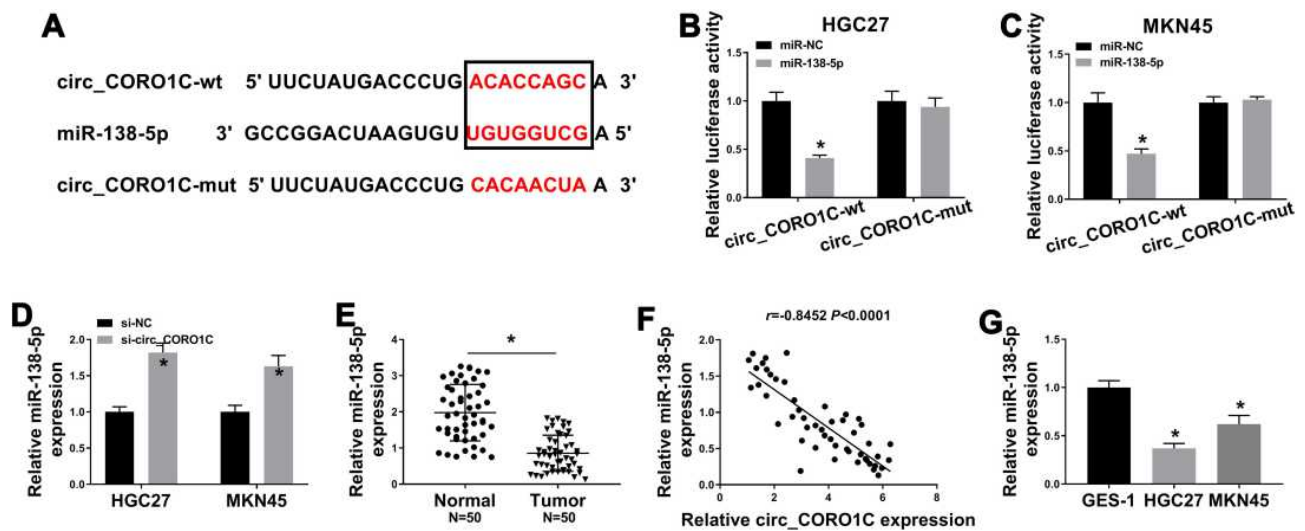 A
circ_CORO1C-wt 5' UUCUAUGACCCUG ACACCAGC A 3'
miR-138-5p 3' GCCGGACUAAGUGU UGUGGUCG A 5'
circ_CORO1C-mut 5' UUCUAUGACCCUG CACAACUA A 3'
B
HGC27
miR-NC
miR-138-5p
Relative luciferase activity
1.5
1.0
0.5
0.0
*
circ_CORO1C-wt
circ_CORO1C-mut
C
MKN45
miR-NC
miR-138-5p
Relative luciferase activity
1.5
1.0
0.5
0.0
*
circ_CORO1C-wt
circ_CORO1C-mut
D
si-NC
si-circ_CORO1C
Relative miR-138-5p
expression
2.0
1.5
1.0
0.5
0.0
*
*
HGC27 MKN45
E
Relative miR-138-5p
expression
4
3
2
1
0
*
Normal Tumor
N=50 N=50
F
r=-0.8452 P<0.0001
Relative miR-138-5p
expression
2.0
1.5
1.0
0.5
0.0
0 2 4 6 8
Relative circ_CORO1C expression
G
Relative miR-138-5p
expression
1.5
1.0
0.5
0.0
*
*
GES-1 HGC27 MKN45